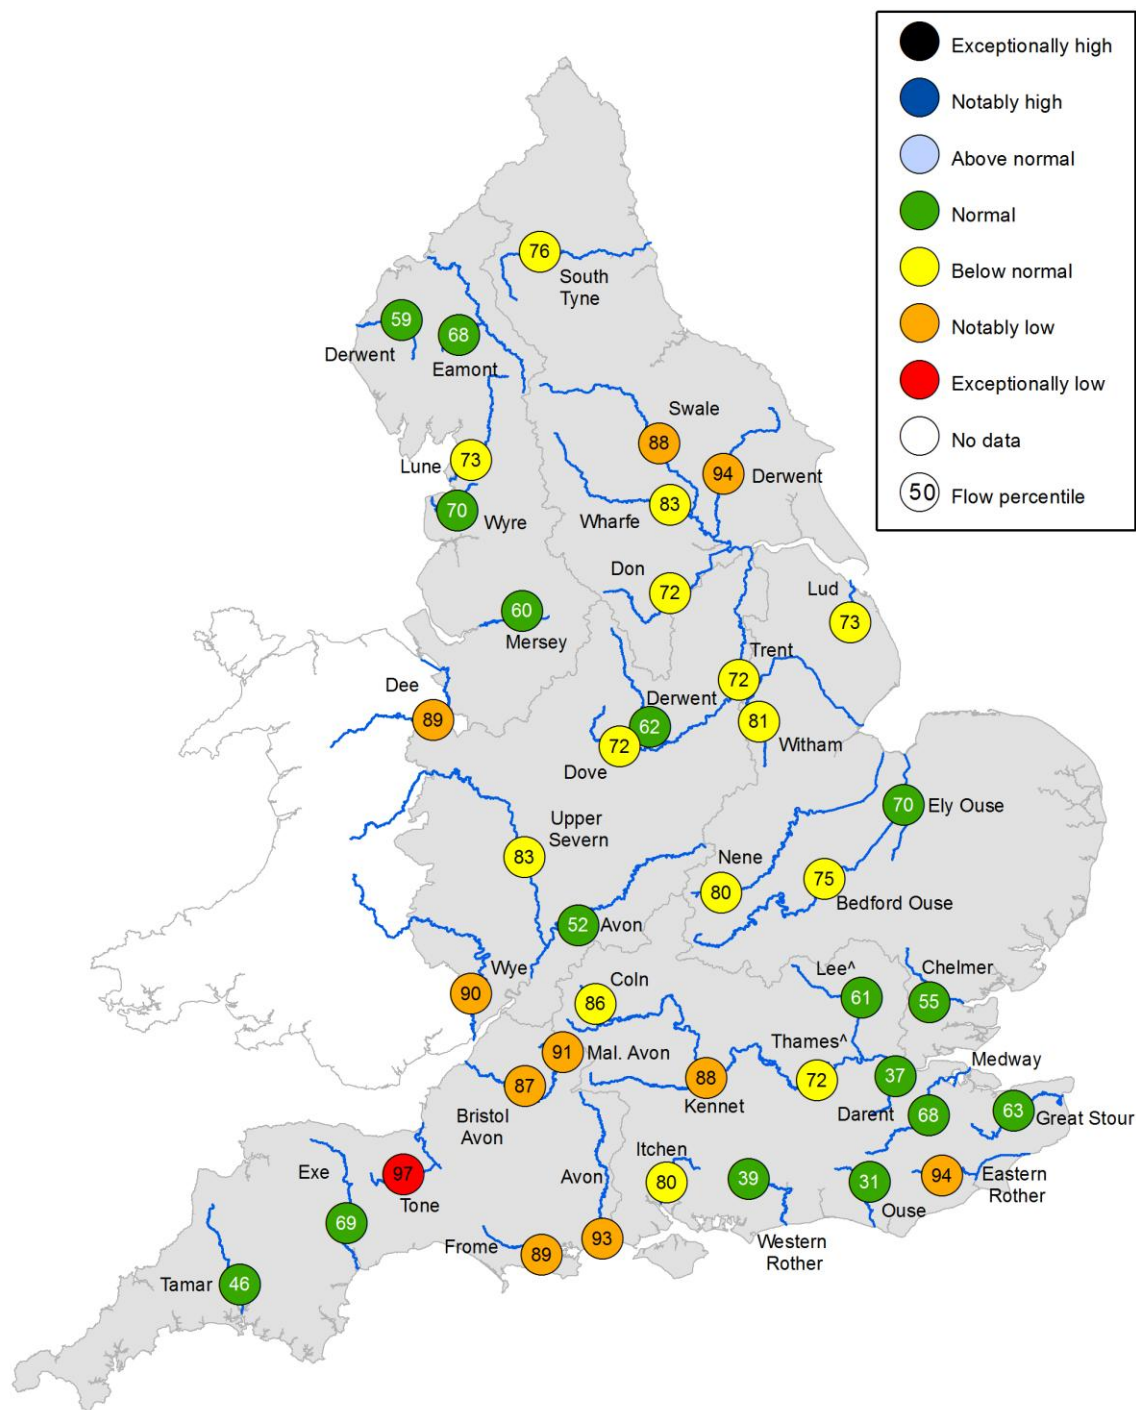 Exceptionally high
Notably high
Above normal
Normal
Below normal
Notably low
Exceptionally low
No data
50 Flow percentile
76
South
Tyne
59
Derwent
68
Eamont
Swale
88
94
Derwent
Lune
73
70
Wyre
83
Wharfe
Don
72
Lud
73
60
Mersey
Trent
72
Dee
89
Derwent
62
81
Witham
72
Dove
70
Ely Ouse
Upper
Severn
83
Nene
80
75
Bedford Ouse
52
Avon
Wye
90
Coln
86
Lee^
61
Chelmer
55
91
Mal. Avon
87
Bristol
Avon
88
Kennet
Thames^
72
37
Darent
Medway
68
63
Great Stour
Exe
97
Tone
69
Avon
Itchen
80
39
Western
Rother
31
Ouse
94
Eastern
Rother
Frome
89
93
Tamar
46